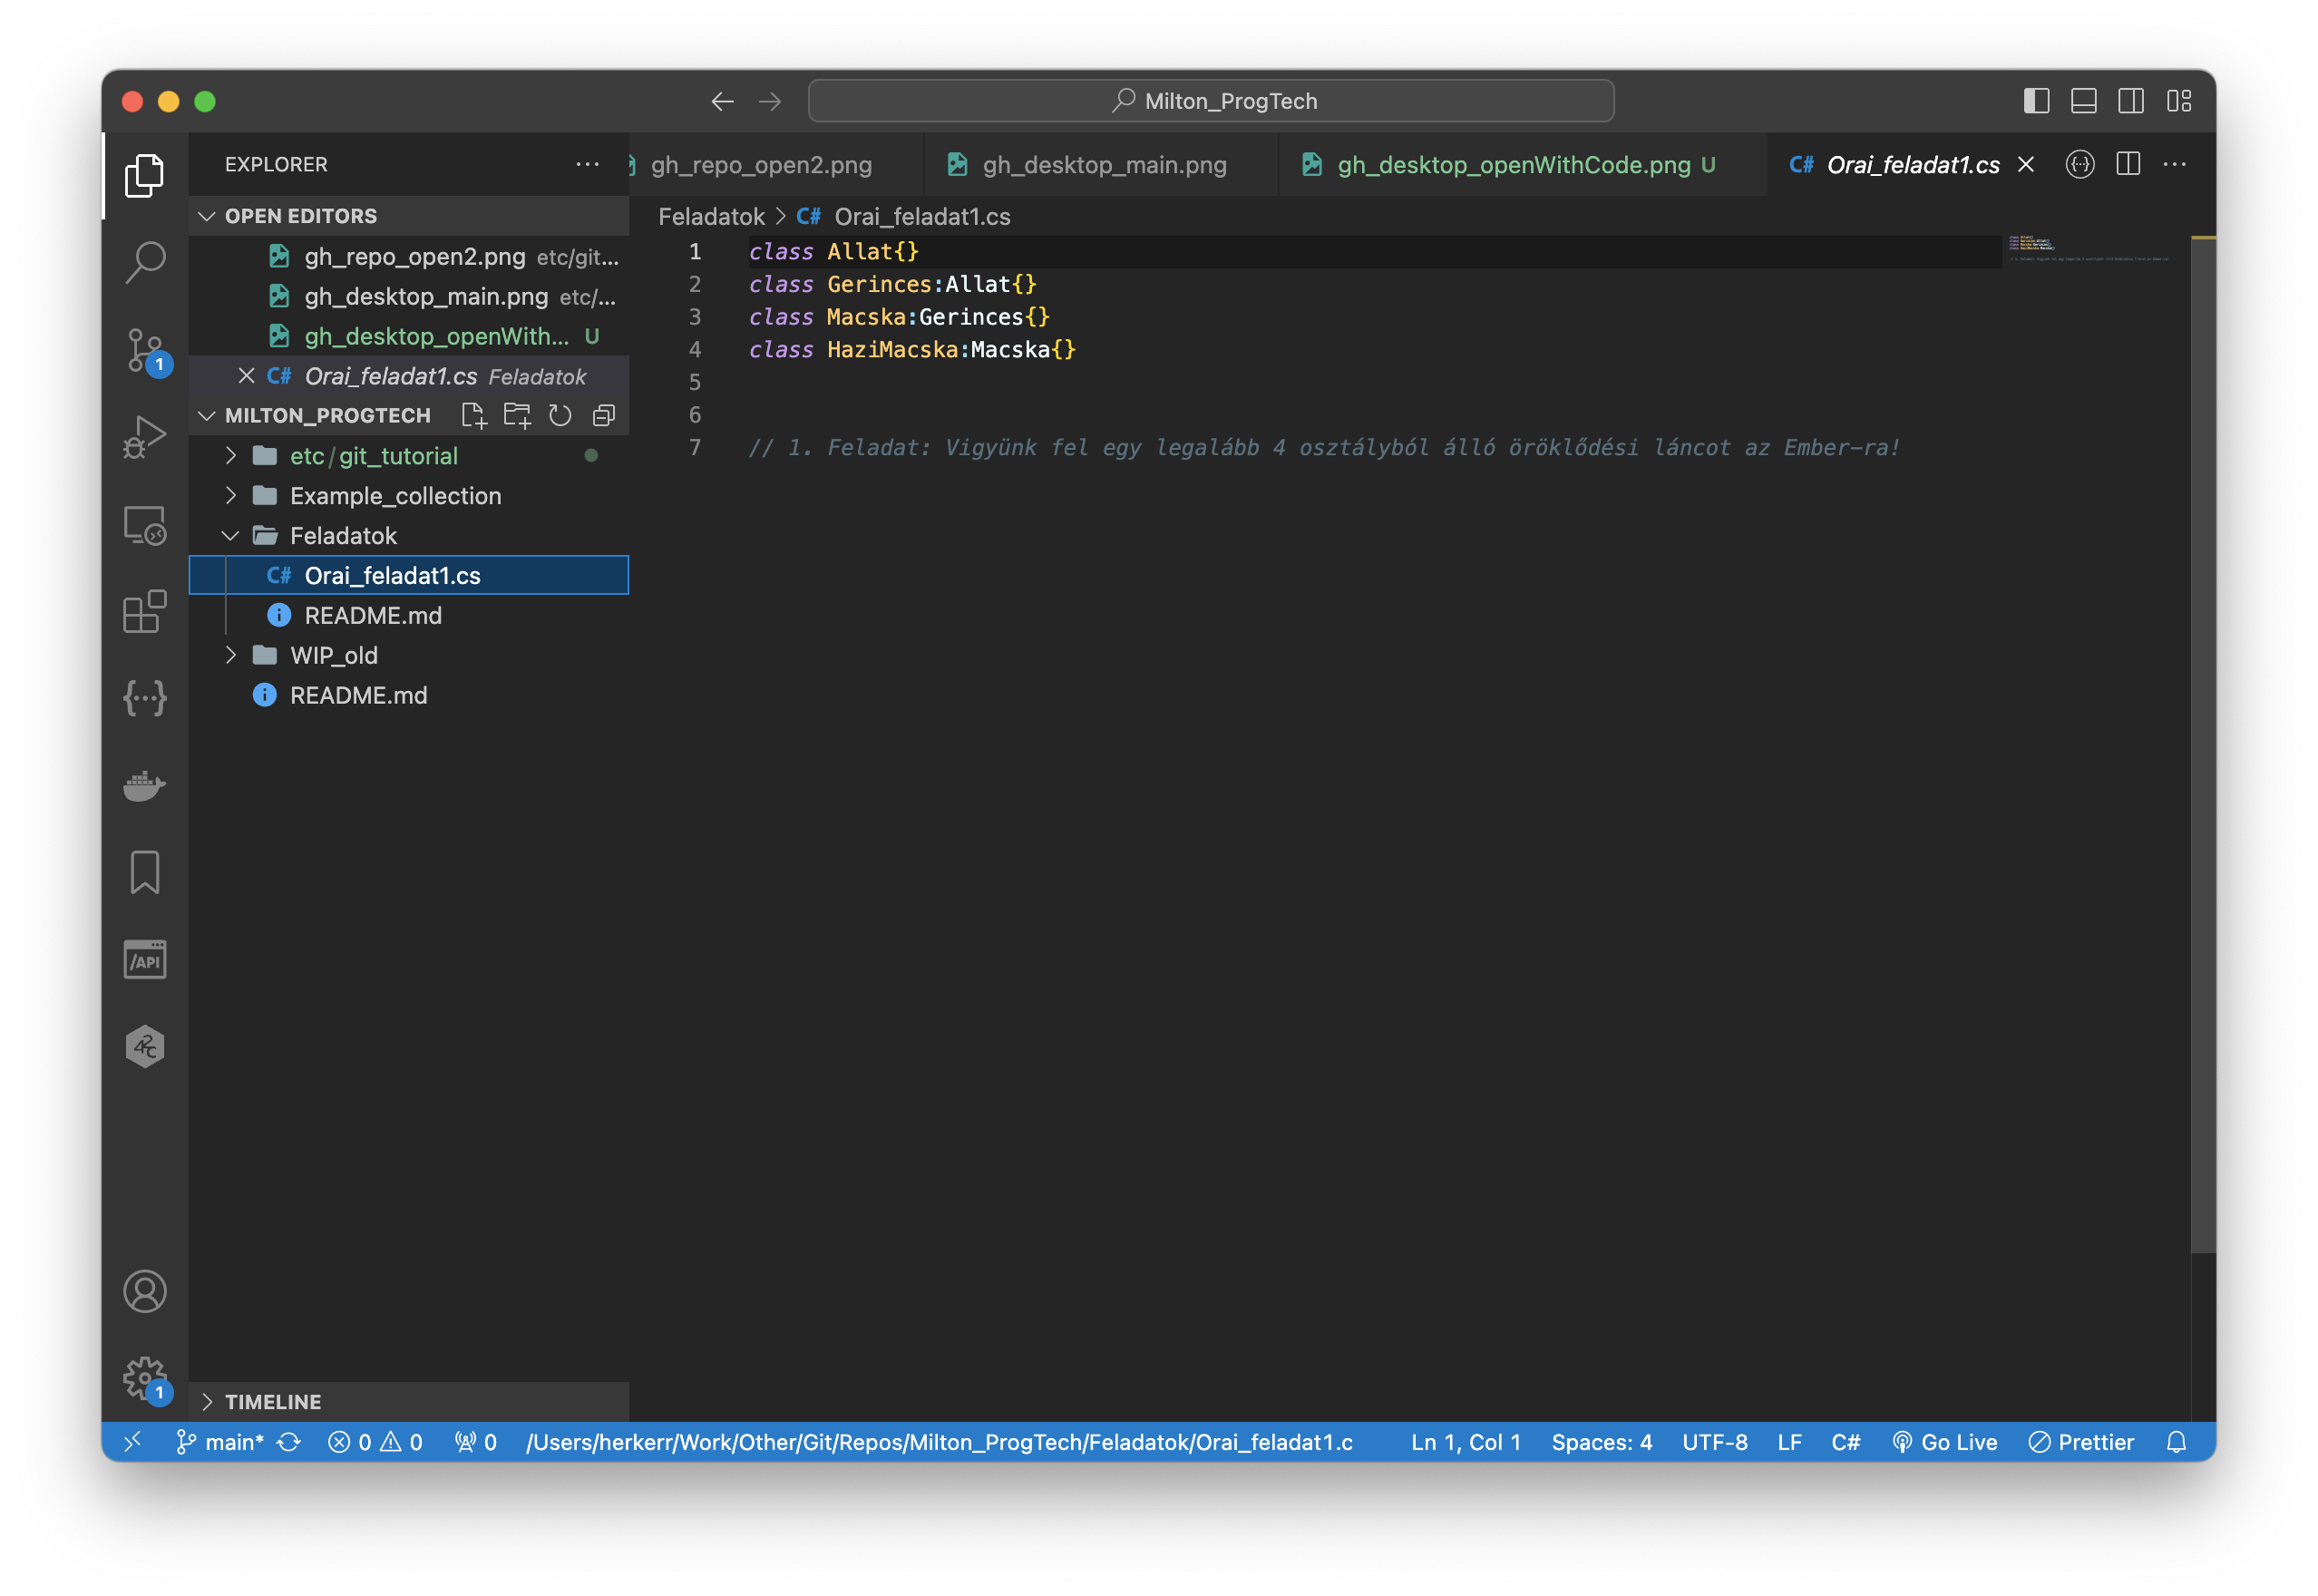 Milton_ProgTech
EXPLORER
gh_repo_open2.png
gh_desktop_main.png
gh_desktop_openWithCode.png U
C# Orai_feladat1.cs
OPEN EDITORS
gh_repo_open2.png etc/git...
gh_desktop_main.png etc/...
gh_desktop_openWith... U
C# Orai_feladat1.cs Feladatok
MILTON_PROGTECH
etc/git_tutorial
Example_collection
Feladatok
C# Orai_feladat1.cs
README.md
WIP_old
README.md
TIMELINE
Feladatok > C# Orai_feladat1.cs
1 class Allat{}
2 class Gerinces:Allat{}
3 class Macska:Gerinces{}
4 class HaziMacska:Macska{}
5
6
7 // 1. Feladat: Vigyünk fel egy legalább 4 osztályból álló öröklődési láncot az Ember-ra!
1
/API
42c
1
main* 0 0 0 /Users/herkerr/Work/Other/Git/Repos/Milton_ProgTech/Feladatok/Orai_feladat1.c Ln 1, Col 1 Spaces: 4 UTF-8 LF C# Go Live Prettier